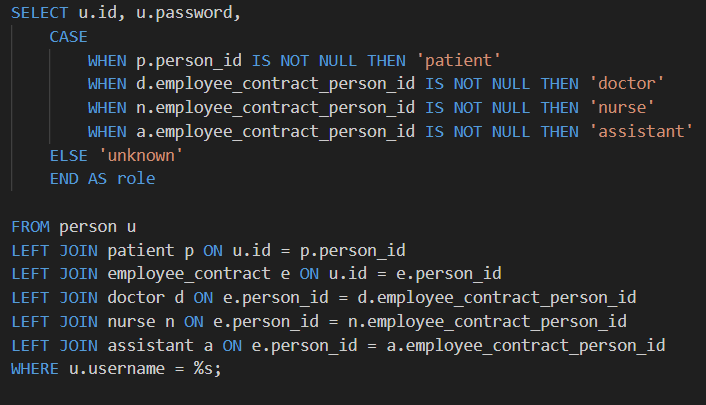 SELECT u.id, u.password,
    CASE
        WHEN p.person_id IS NOT NULL THEN 'patient'
        WHEN d.employee_contract_person_id IS NOT NULL THEN 'doctor'
        WHEN n.employee_contract_person_id IS NOT NULL THEN 'nurse'
        WHEN a.employee_contract_person_id IS NOT NULL THEN 'assistant'
    ELSE 'unknown'
    END AS role

FROM person u
LEFT JOIN patient p ON u.id = p.person_id
LEFT JOIN employee_contract e ON u.id = e.person_id
LEFT JOIN doctor d ON e.person_id = d.employee_contract_person_id
LEFT JOIN nurse n ON e.person_id = n.employee_contract_person_id
LEFT JOIN assistant a ON e.person_id = a.employee_contract_person_id
WHERE u.username = %s;